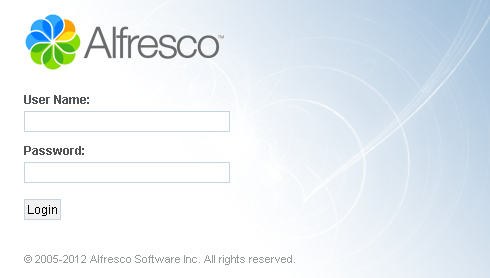 Alfresco™
User Name:
Password:
Login
© 2005-2012 Alfresco Software Inc. All rights reserved.